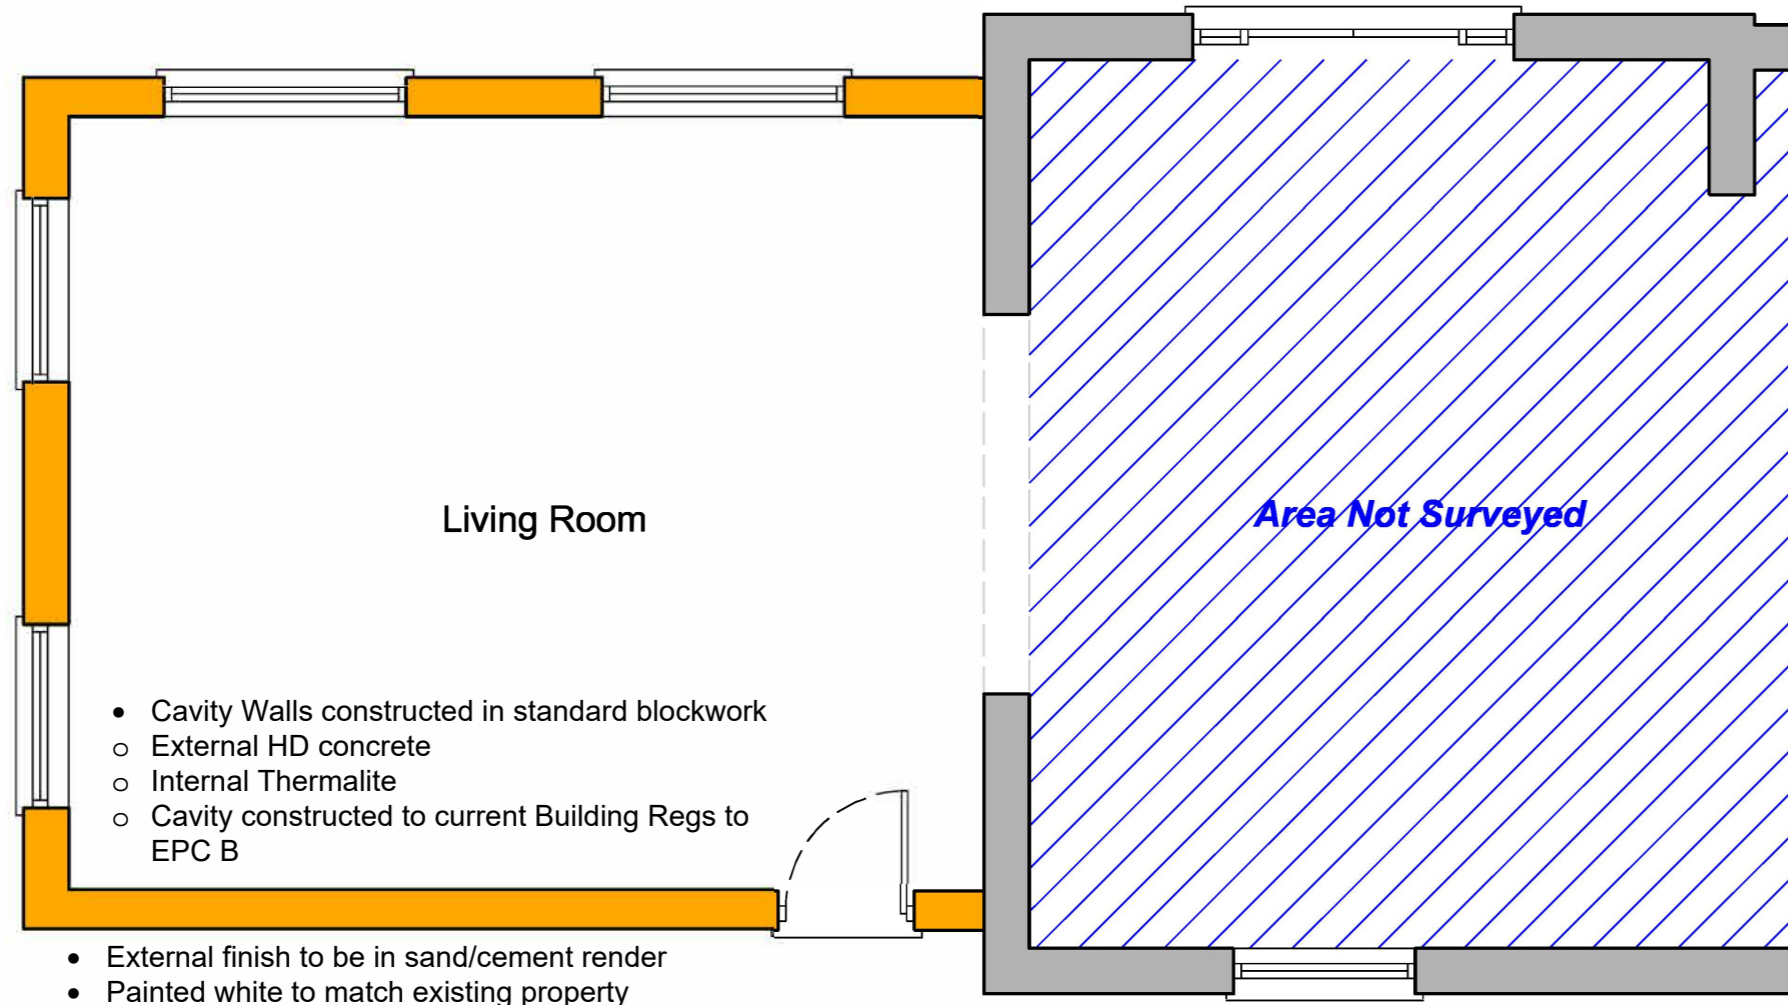 Living Room
Area Not Surveyed
• Cavity Walls constructed in standard blockwork
o External HD concrete
o Internal Thermalite
o Cavity constructed to current Building Regs to
EPC B
• External finish to be in sand/cement render
• Painted white to match existing property